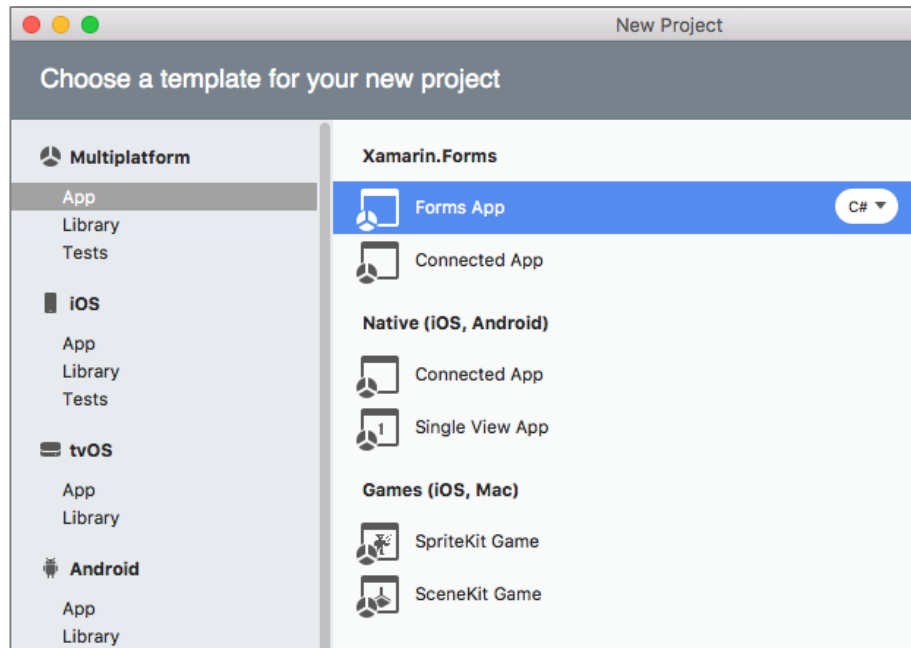 New Project
Choose a template for your new project
Multiplatform
App
Library
Tests
iOS
App
Library
Tests
tvOS
App
Library
Android
App
Library
Xamarin.Forms
Forms App C#
Connected App
Native (iOS, Android)
Connected App
1 Single View App
Games (iOS, Mac)
SpriteKit Game
SceneKit Game